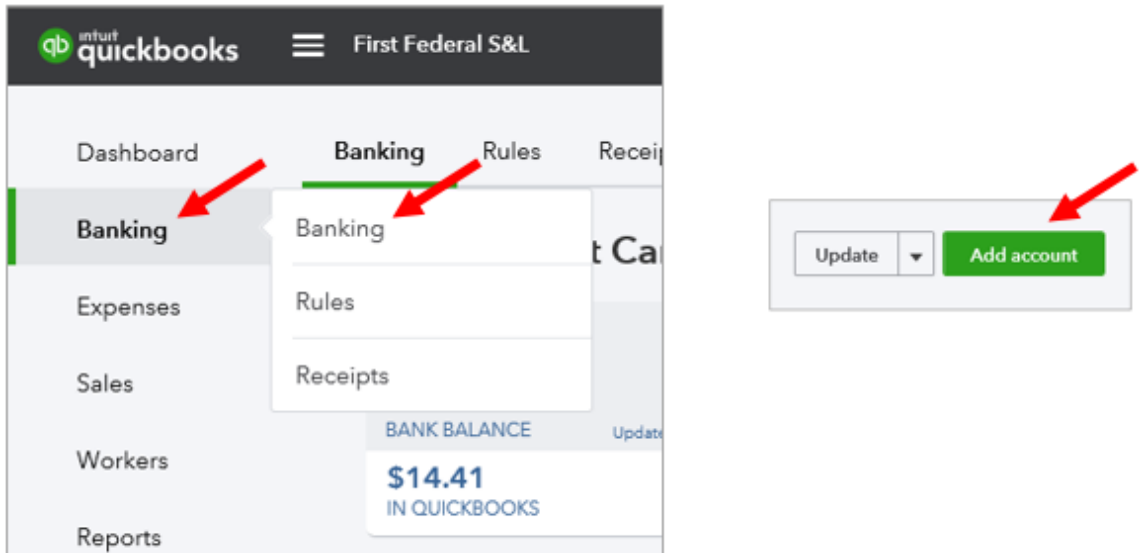 intuit
quickbooks
First Federal S&L
Dashboard
Banking Rules
Banking
Banking
t
Expenses
Rules
Sales
Receipts
BANK BALANCE
Workers
$14.41
IN QUICKBOOKS
Reports
Update
Add account